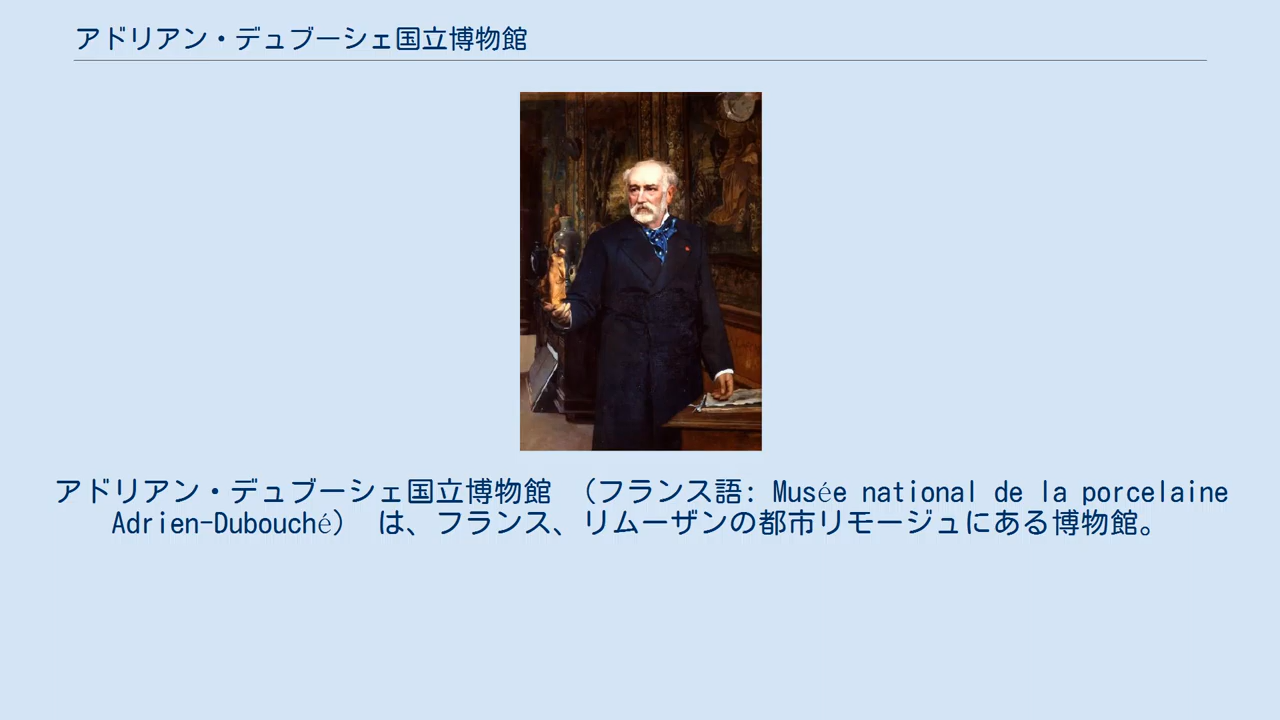 アドリアン・デュブーシェ国立博物館
アドリアン・デュブーシェ国立博物館 （フランス語: Musée national de la porcelaine
Adrien-Dubouché） は、フランス、リムーザンの都市リモージュにある博物館。